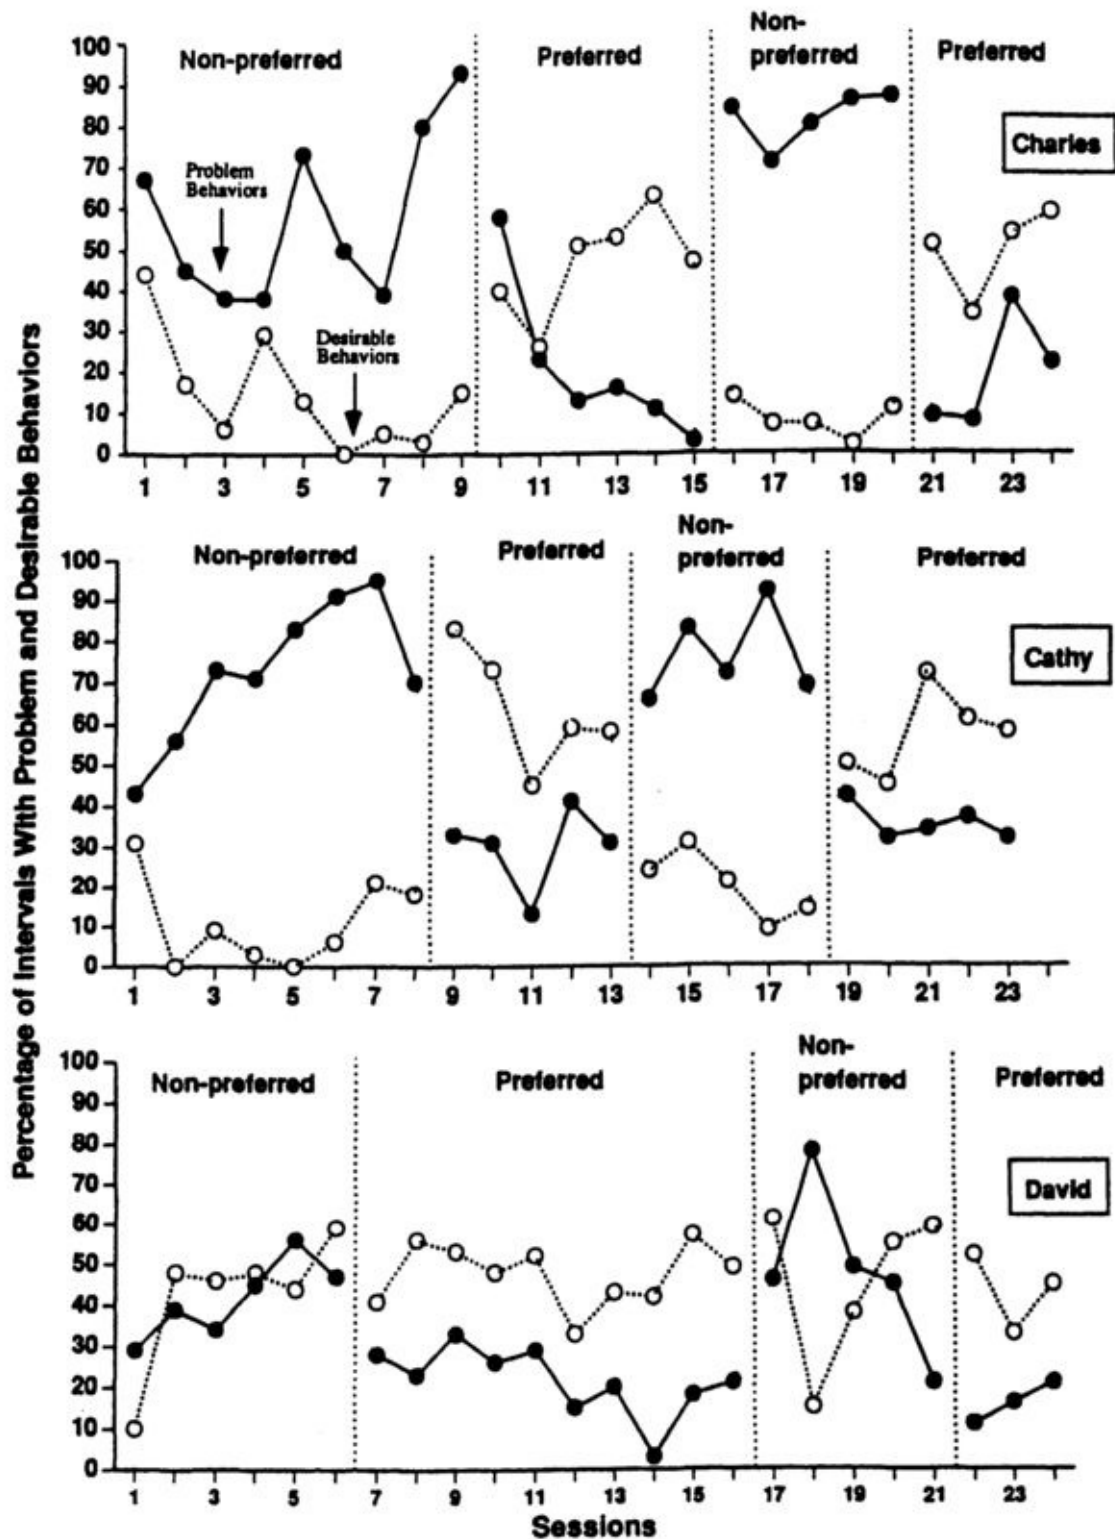 Percentage of Intervals With Problem and Desirable Behaviors
Non-preferred
Preferred
Non-
preferred
Preferred
100
90
80
70
60
50
40
30
20
10
0
Problem
Behaviors
Desirable
Behaviors
Charles
1 3 5 7 9 11 13 15 17 19 21 23
Non-preferred
Preferred
Non-
preferred
Preferred
100
90
80
70
60
50
40
30
20
10
0
Cathy
1 3 5 7 9 11 13 15 17 19 21 23
Non-preferred
Preferred
Non-
preferred
Preferred
100
90
80
70
60
50
40
30
20
10
0
David
1 3 5 7 9 11 13 15 17 19 21 23
Sessions